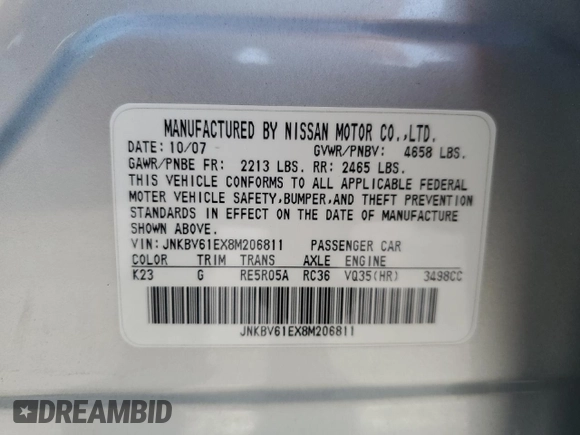 MANUFACTURED BY NISSAN MOTOR CO.,LTD.
DATE: 10/07 GVWR/PNBV: 4658 LBS.
GAWR/PNBE FR: 2213 LBS. RR: 2465 LBS.
THIS VEHICLE CONFORMS TO ALL APPLICABLE FEDERAL
MOTOR VEHICLE SAFETY,BUMPER,AND THEFT PREVENTION
STANDARDS IN EFFECT ON THE DATE OF MANUFACTURE
SHOWN ABOVE.
VIN: JNKBV61EX8M206811 PASSENGER CAR
COLOR TRIM TRANS AXLE ENGINE
K23 G RE5R05A RC36 VQ35(HR) 3498CC
JNKBV61EX8M206811
DREAMBID